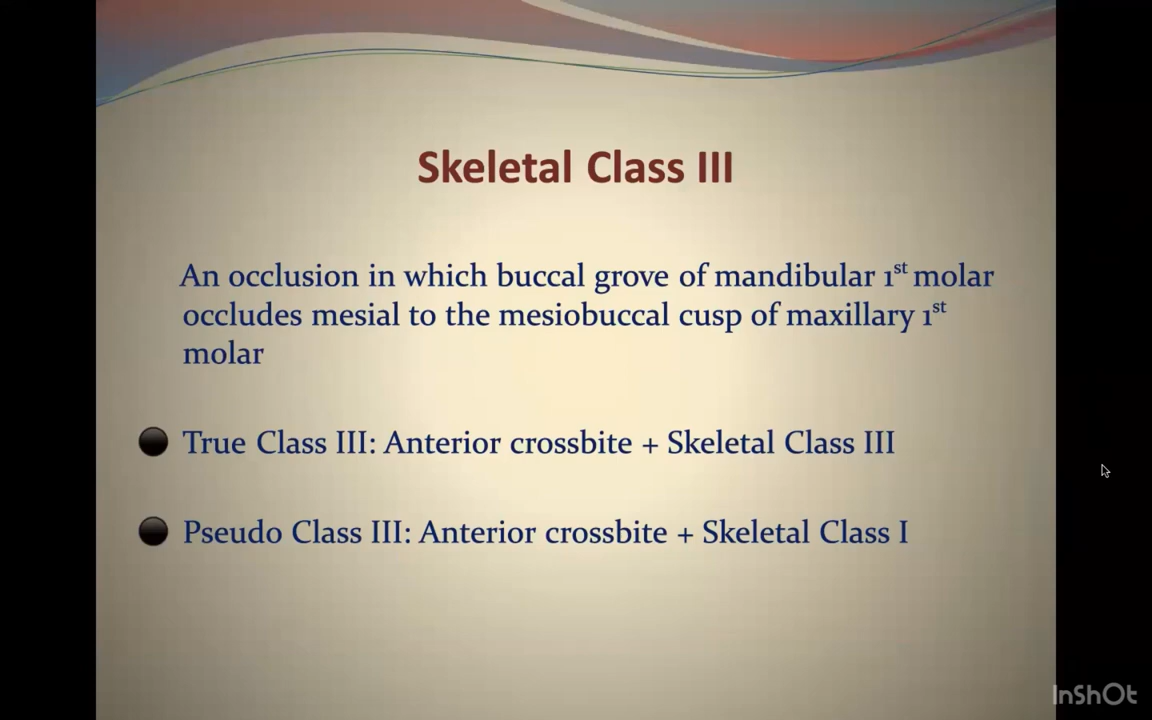 Skeletal Class III
An occlusion in which buccal grove of mandibular 1st molar
occludes mesial to the mesiobuccal cusp of maxillary 1st
molar
True Class III: Anterior crossbite + Skeletal Class III
Pseudo Class III: Anterior crossbite + Skeletal Class I
InShOt